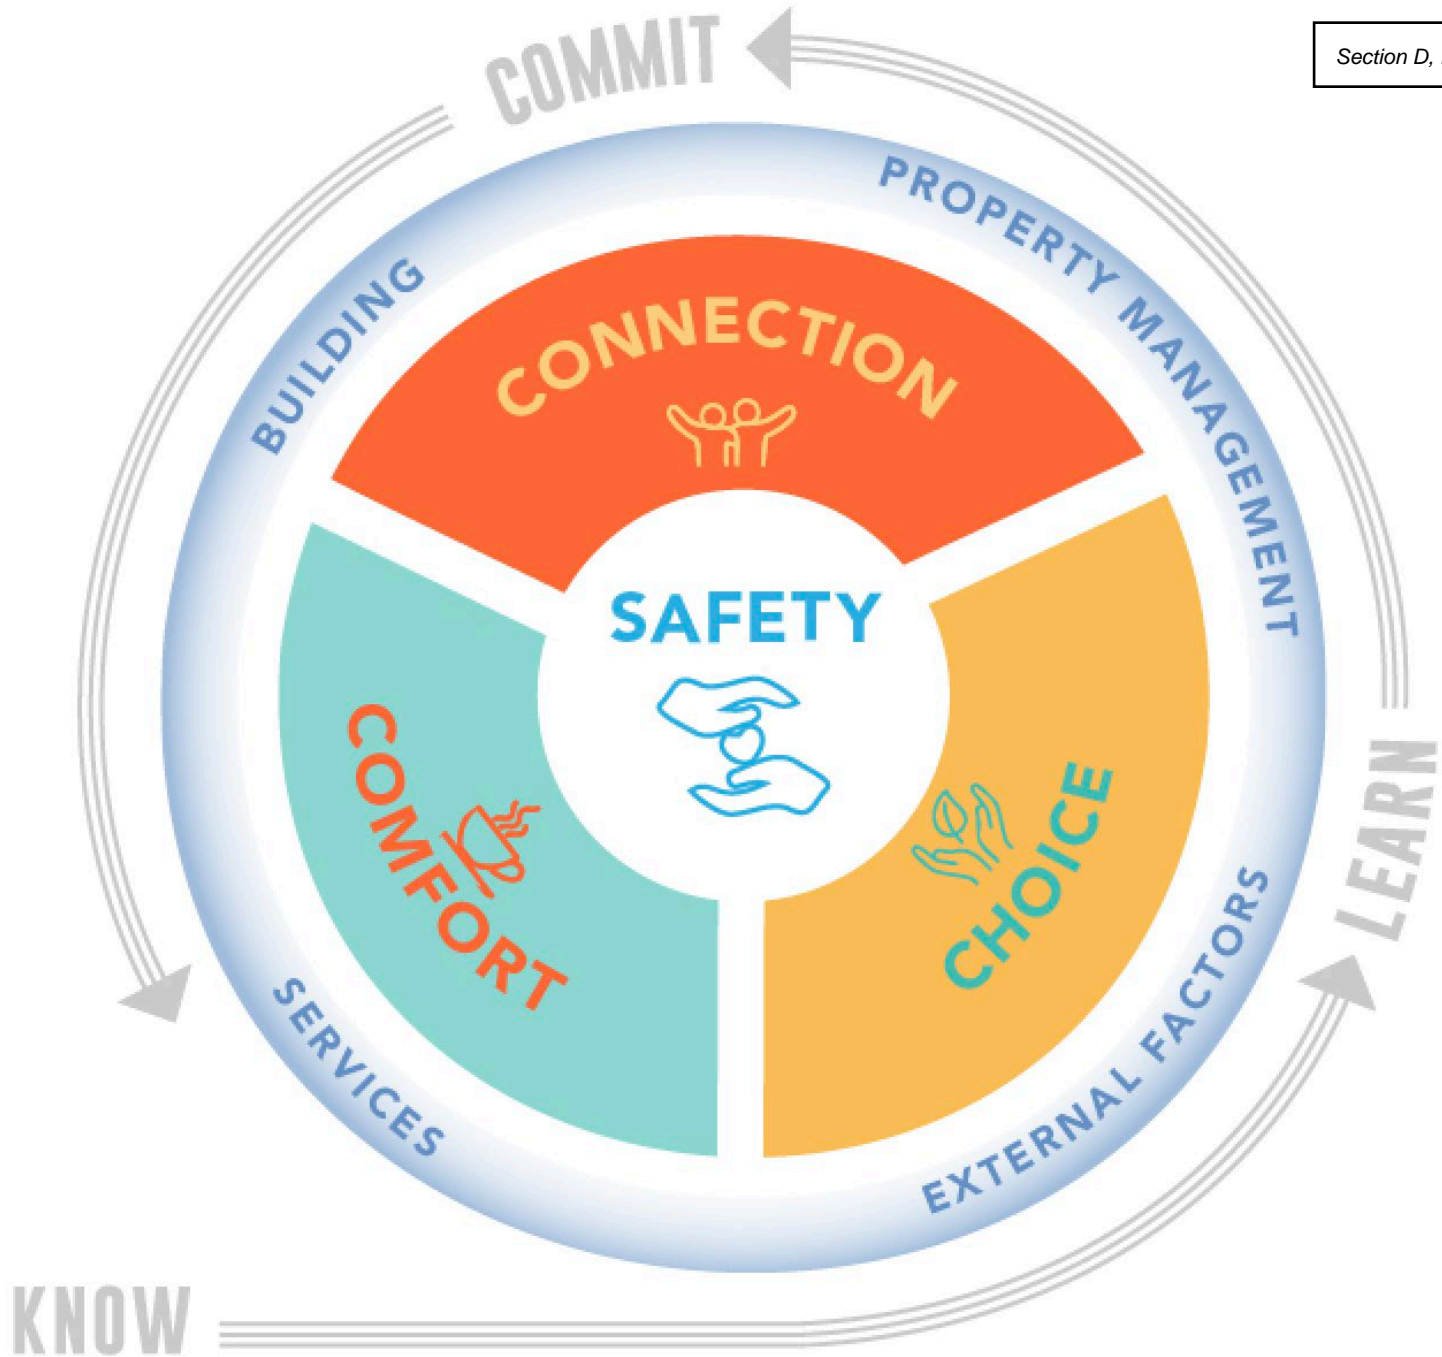 COMMIT
Section D,
PROPERTY MANAGEMENT
BUILDING
CONNECTION
SAFETY
COMFORT
CHOICE
LEARN
EXTERNAL FACTORS
SERVICES
KNOW